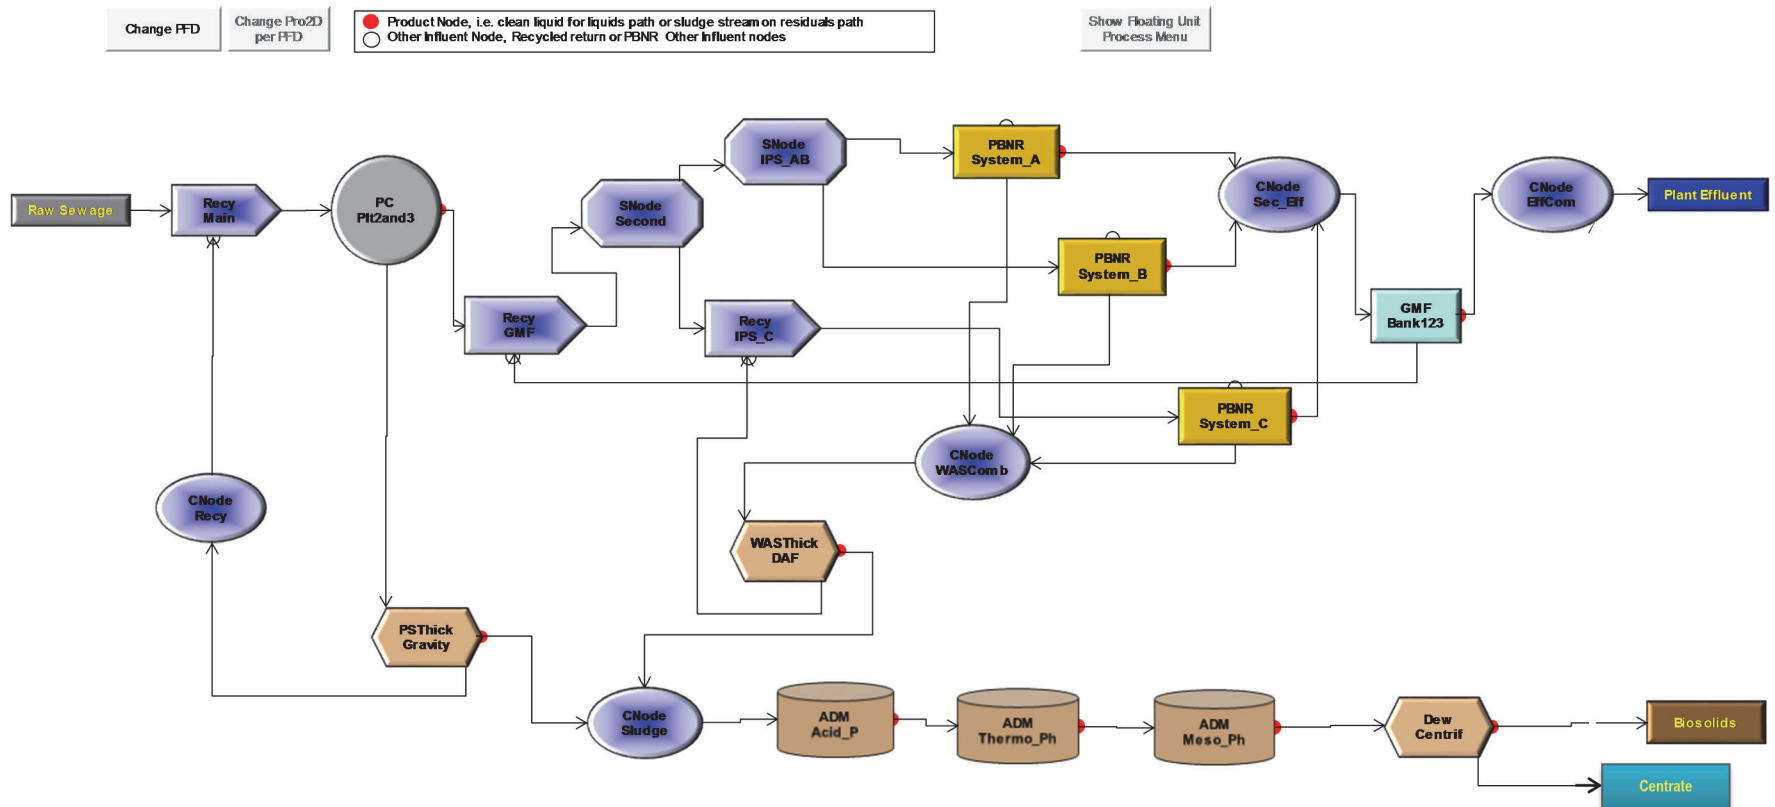 Change PFD
Change Pro2D
per PFD
Product Node, i.e. clean liquid for liquids path or sludge stream on residuals path
Other Influent Node, Recycled return or PBNR Other Influent nodes
Show Floating Unit
Process Menu
Raw Sewage
Recy
Main
PC
Plt2and3
SNode
Second
SNode
IPS_AB
PBNR
System_A
CNode
Sec_Eff
CNode
EffCom
Plant Effluent
PBNR
System_B
Recy
GMF
Recy
IPS_C
GMF
Bank123
PBNR
System_C
CNode
WASComb
CNode
Recy
WASThick
DAF
PSThick
Gravity
CNode
Sludge
ADM
Acid_P
ADM
Thermo_Ph
ADM
Meso_Ph
Dew
Centrif
Biosolids
Centrate